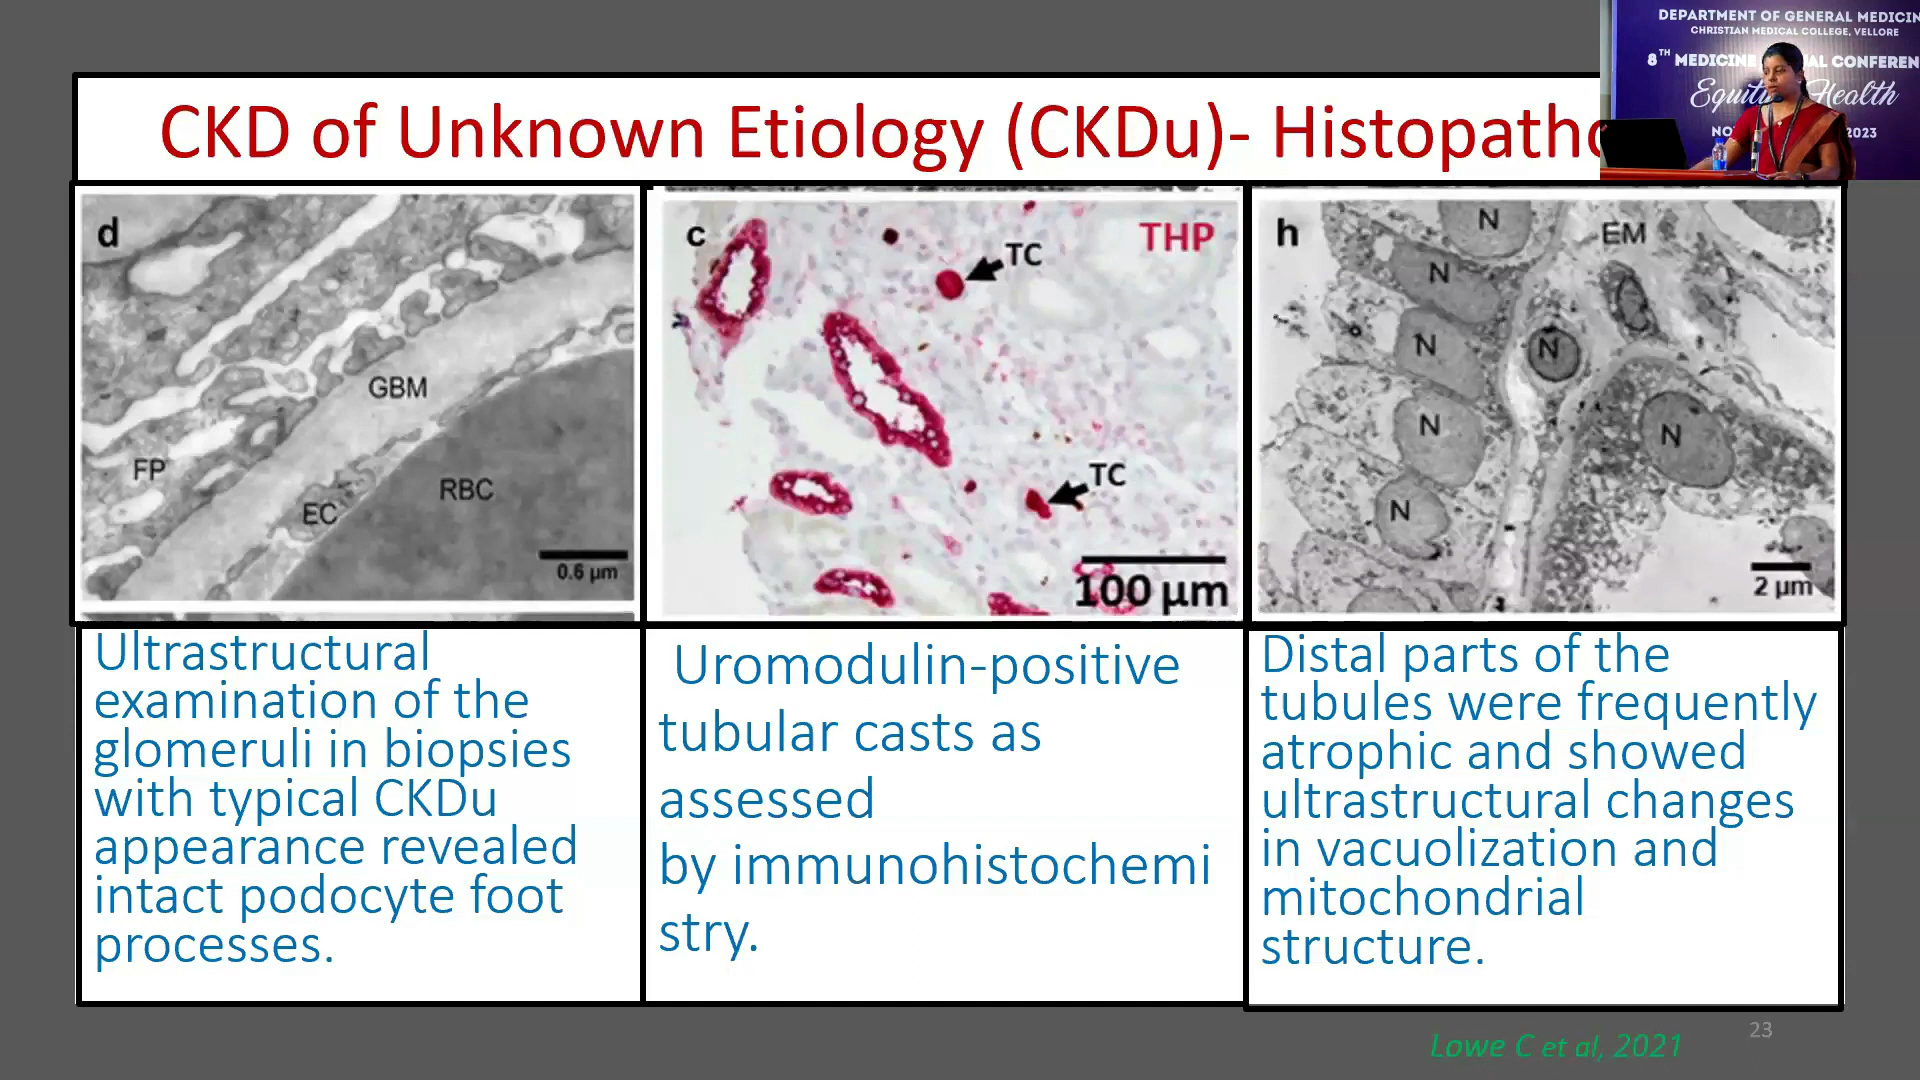 DEPARTMENT OF GENERAL MEDICIN
CHRISTIAN MEDICAL COLLEGE, VELLORE
8TH MEDICINE AL CONFEREN
Health
2023
CKD of Unknown Etiology (CKDu)- Histopatho
d
GBM
FP
EC
RBC
0.6 µm
c
THP
TC
TC
100 µm
h
N
EM
N
N
N
N
N
N
2 µm
Ultrastructural
examination of the
glomeruli in biopsies
with typical CKDu
appearance revealed
intact podocyte foot
processes.
Uromodulin-positive
tubular casts as
assessed
by immunohistochemi
stry.
Distal parts of the
tubules were frequently
atrophic and showed
ultrastructural changes
in vacuolization and
mitochondrial
structure.
Lowe C et al, 2021
23